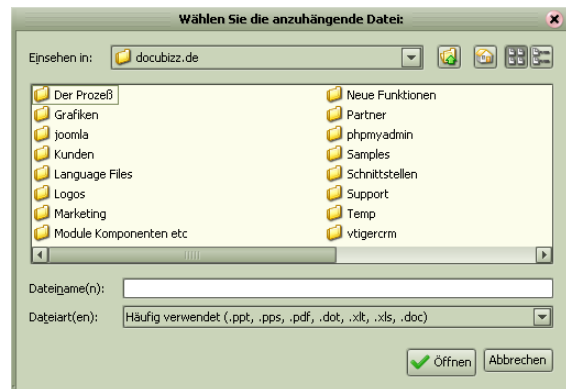 Wählen Sie die anzuhängende Datei:
Einsehen in: docubizz.de
Der Prozeß
Grafiken
joomla
Kunden
Language Files
Logos
Marketing
Module Komponenten etc
Neue Funktionen
Partner
phpmyadmin
Samples
Schnittstellen
Support
Temp
vtigercrm
Dateiname(n):
Dateiart(en): Häufig verwendet (.ppt, .pps, .pdf, .dot, .xlt, .xls, .doc)
Öffnen Abbrechen